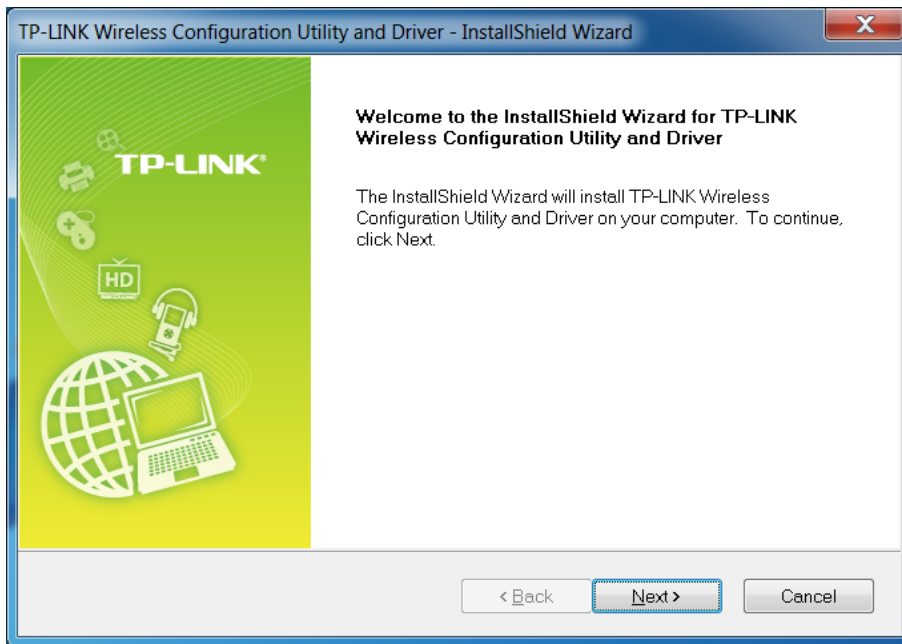 TP-LINK Wireless Configuration Utility and Driver - InstallShield Wizard
TP-LINK®
HD
Welcome to the InstallShield Wizard for TP-LINK
Wireless Configuration Utility and Driver
The InstallShield Wizard will install TP-LINK Wireless
Configuration Utility and Driver on your computer. To continue,
click Next.
< Back
Next >
Cancel